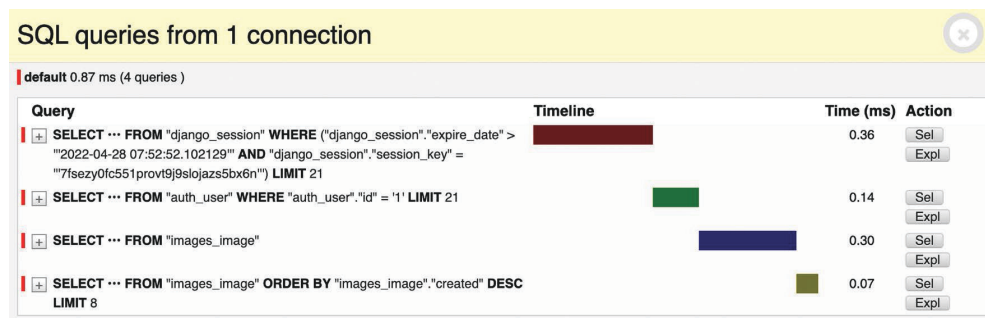 SQL queries from 1 connection
default 0.87 ms (4 queries )
Query Timeline Time (ms) Action
+ SELECT ··· FROM "django_session" WHERE ("django_session"."expire_date" > 0.36 Sel
'''2022-04-28 07:52:52.102129''' AND "django_session"."session_key" = Expl
'''7fsezy0fc551provt9j9slojazs5bx6n''') LIMIT 21
+ SELECT ··· FROM "auth_user" WHERE "auth_user"."id" = '1' LIMIT 21 0.14 Sel
Expl
+ SELECT ··· FROM "images_image" 0.30 Sel
Expl
+ SELECT ··· FROM "images_image" ORDER BY "images_image"."created" DESC 0.07 Sel
LIMIT 8 Expl